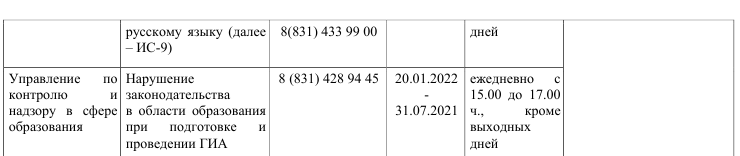 русскому языку (далее
– ИС-9)
8(831) 433 99 00
дней
Управление по
контролю и
надзору в сфере
образования
Нарушение
законодательства
в области образования
при подготовке и
проведении ГИА
8 (831) 428 94 45
20.01.2022
-
31.07.2021
ежедневно с
15.00 до 17.00
ч., кроме
выходных
дней